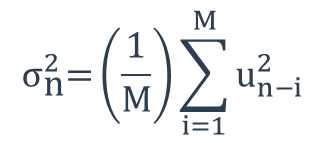 σ²ₙ = (1/M) ∑ᵢ₌₁ᴹ u²ₙ₋ᵢ